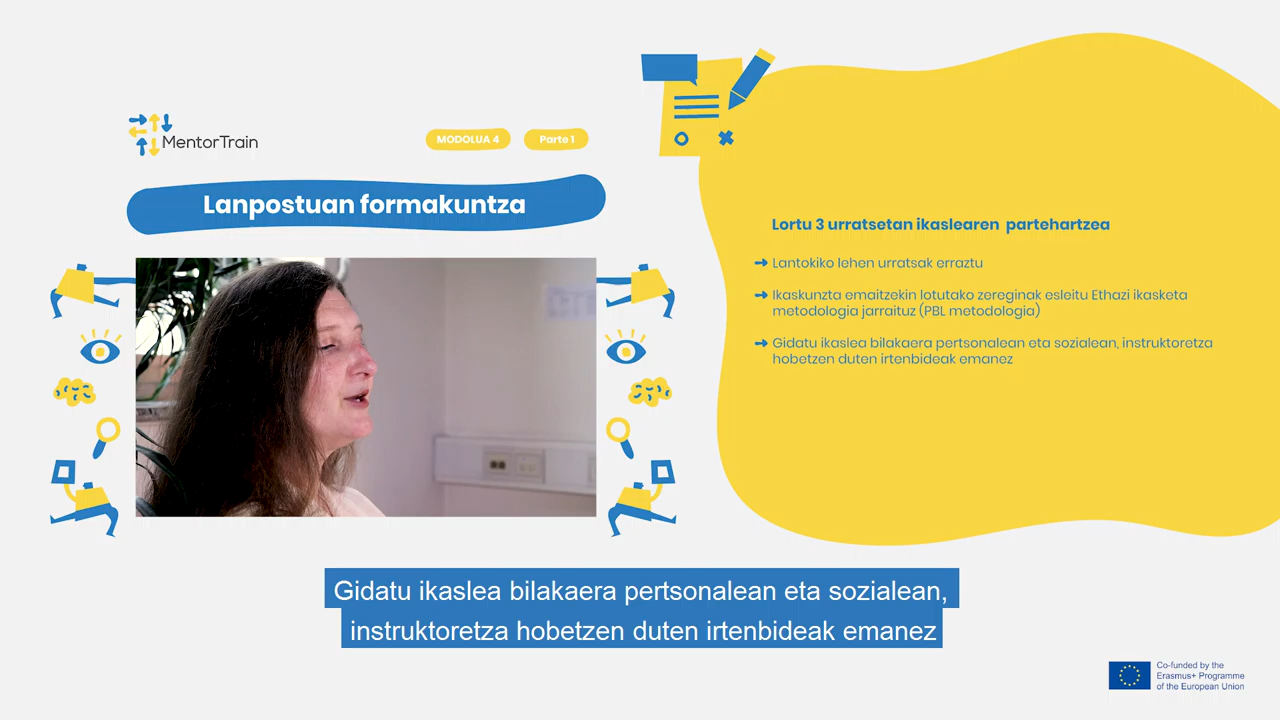 MentorTrain
MODOLUA 4
Parte 1
Lanpostuan formakuntza
Lortu 3 urratsetan ikaslearen partehartzea
Lantokiko lehen urratsak erraztu
Ikaskunzta emaitzekin lotutako zereginak esleitu Ethazi ikasketa
metodologia jarraituz (PBL metodologia)
Gidatu ikaslea bilakaera pertsonalean eta sozialean, instruktoretza
hobetzen duten irtenbideak emanez
Gidatu ikaslea bilakaera pertsonalean eta sozialean,
instruktoretza hobetzen duten irtenbideak emanez
Co-funded by the
Erasmus+ Programme
of the European Union